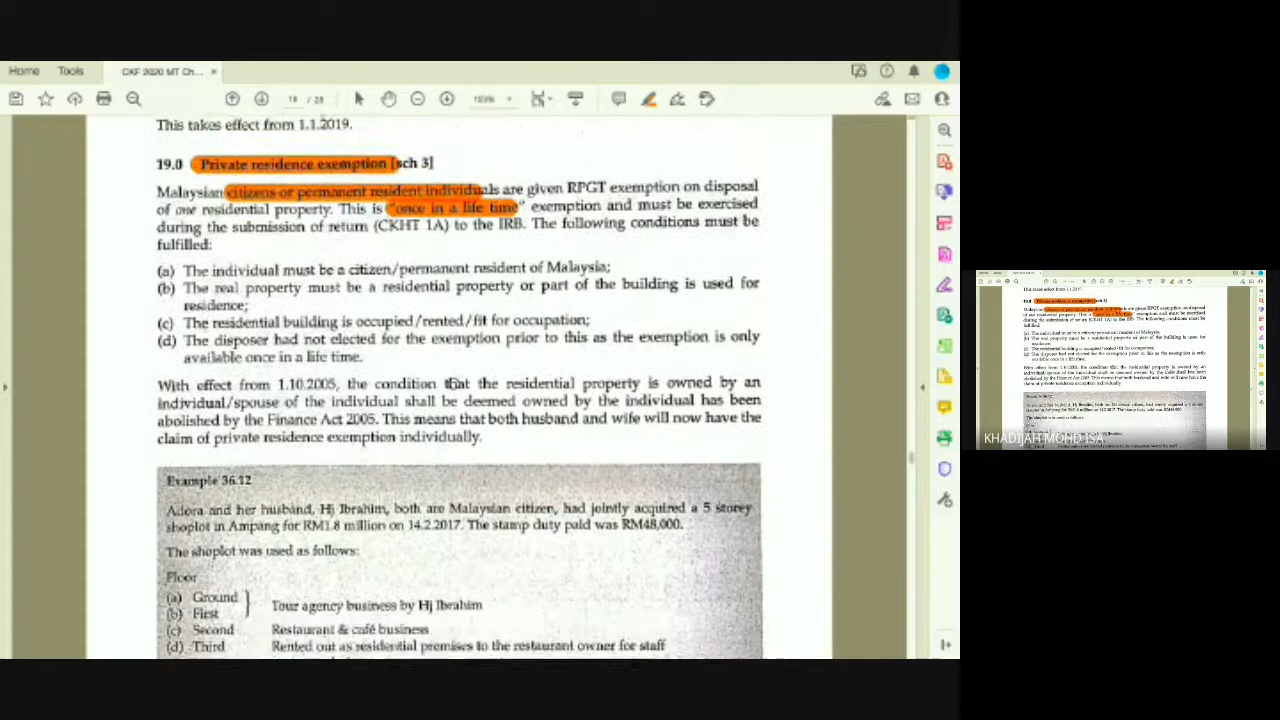 Home Tools CKF 2020 MT Ch... ×
18 / 28
This takes effect from 1.1.2019.
19.0 Private residence exemption [sch 3]
Malaysian citizens or permanent resident individuals are given RPGT exemption on disposal
of one residential property. This is "once in a life time" exemption and must be exercised
during the submission of return (CKHT 1A) to the IRB. The following conditions must be
fulfilled:
(a) The individual must be a citizen/permanent resident of Malaysia;
(b) The real property must be a residential property or part of the building is used for
residence;
(c) The residential building is occupied/rented/fit for occupation;
(d) The disposer had not elected for the exemption prior to this as the exemption is only
available once in a life time.
With effect from 1.10.2005, the condition that the residential property is owned by an
individual/spouse of the individual shall be deemed owned by the individual has been
abolished by the Finance Act 2005. This means that both husband and wife will now have the
claim of private residence exemption individually.
Example 36.12
Adora and her husband, Hj Ibrahim, both are Malaysian citizen, had jointly acquired a 5 storey
shoplot in Ampang for RM1.8 million on 14.2.2017. The stamp duty paid was RM48,000.
The shoplot was used as follows:
Floor
(a) Ground
(b) First
Tour agency business by Hj Ibrahim
(c) Second Restaurant & café business
(d) Third Rented out as residential premises to the restaurant owner for staff
KHADIJAH MOHD ISA